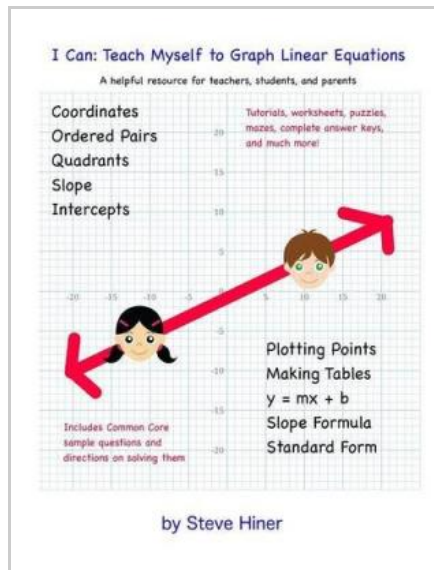 I Can: Teach Myself to Graph Linear Equations
A helpful resource for teachers, students, and parents
Coordinates
Ordered Pairs
Quadrants
Slope
Intercepts
Tutorials, worksheets, puzzles,
mazes, complete answer keys,
and much more!
20
15
10
5
-20
-15
-10
5
10
15
20
-5
-10
-15
-20
Plotting Points
Making Tables
y = mx + b
Slope Formula
Standard Form
Includes Common Core
sample questions and
directions on solving them
by Steve Hiner